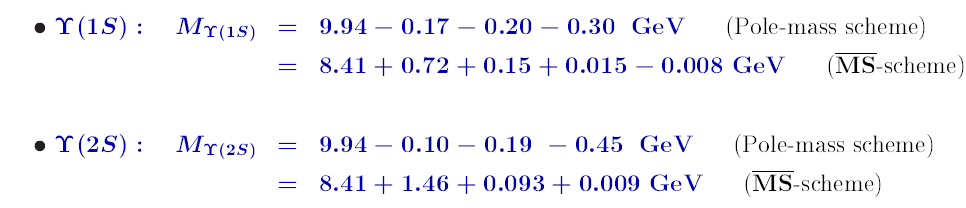 • Υ(1S) : M_Υ(1S) = 9.94 − 0.17 − 0.20 − 0.30 GeV (Pole-mass scheme)
= 8.41 + 0.72 + 0.15 + 0.015 − 0.008 GeV (M̅S̅-scheme)
• Υ(2S) : M_Υ(2S) = 9.94 − 0.10 − 0.19 − 0.45 GeV (Pole-mass scheme)
= 8.41 + 1.46 + 0.093 + 0.009 GeV (M̅S̅-scheme)